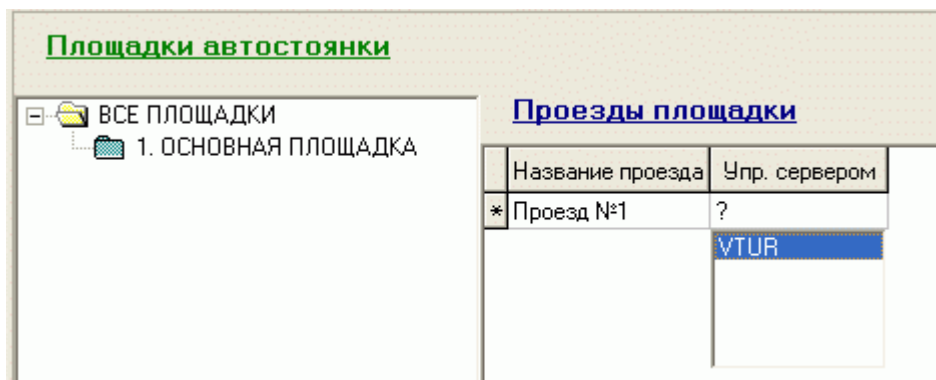 Площадки автостоянки
ВСЕ ПЛОЩАДКИ
1. ОСНОВНАЯ ПЛОЩАДКА
Проезды площадки
Название проезда Упр. сервером
* Проезд №1 ?
VTUR